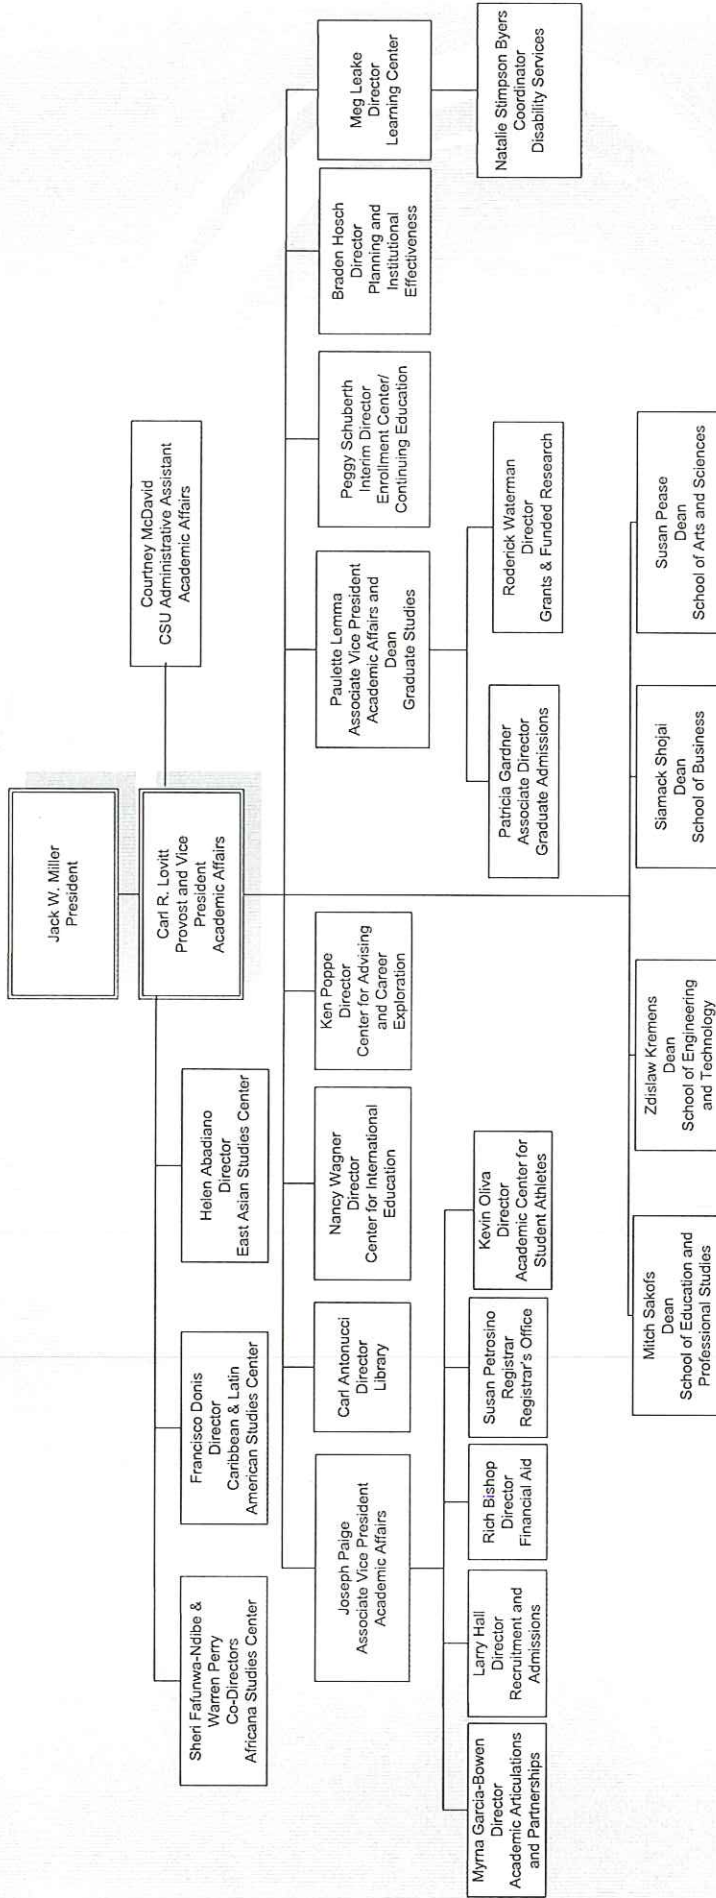 Jack W. Miller
President
Carl R. Lovitt
Provost and Vice
President
Academic Affairs
Courtney McDavid
CSU Administrative Assistant
Academic Affairs
Sheri Fafunwa-Ndibe &
Warren Perry
Co-Directors
Africana Studies Center
Francisco Donis
Director
Caribbean & Latin
American Studies Center
Helen Abadiano
Director
East Asian Studies Center
Joseph Paige
Associate Vice President
Academic Affairs
Carl Antonucci
Director
Library
Nancy Wagner
Director
Center for International
Education
Ken Poppe
Director
Center for Advising
and Career
Exploration
Paulette Lemma
Associate Vice President
Academic Affairs and
Dean
Graduate Studies
Peggy Schuberth
Interim Director
Enrollment Center/
Continuing Education
Braden Hosch
Director
Planning and
Institutional
Effectiveness
Meg Leake
Director
Learning Center
Myrna Garcia-Bowen
Director
Academic Articulations
and Partnerships
Larry Hall
Director
Recruitment and
Admissions
Rich Bishop
Director
Financial Aid
Susan Petrosino
Registrar
Registrar's Office
Kevin Oliva
Director
Academic Center for
Student Athletes
Patricia Gardner
Associate Director
Graduate Admissions
Roderick Waterman
Director
Grants & Funded Research
Natalie Stimpson Byers
Coordinator
Disability Services
Mitch Sakofs
Dean
School of Education and
Professional Studies
Zdislaw Kremens
Dean
School of Engineering
and Technology
Siamack Shojai
Dean
School of Business
Susan Pease
Dean
School of Arts and Sciences